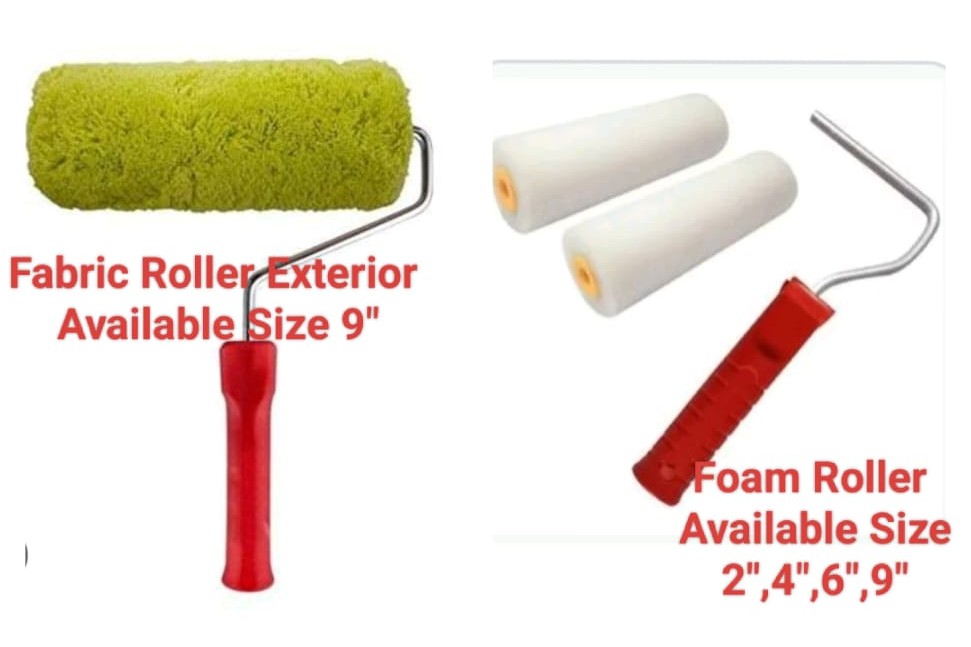 Fabric Roller Exterior
Available Size 9"
Foam Roller
Available Size
2",4",6",9"